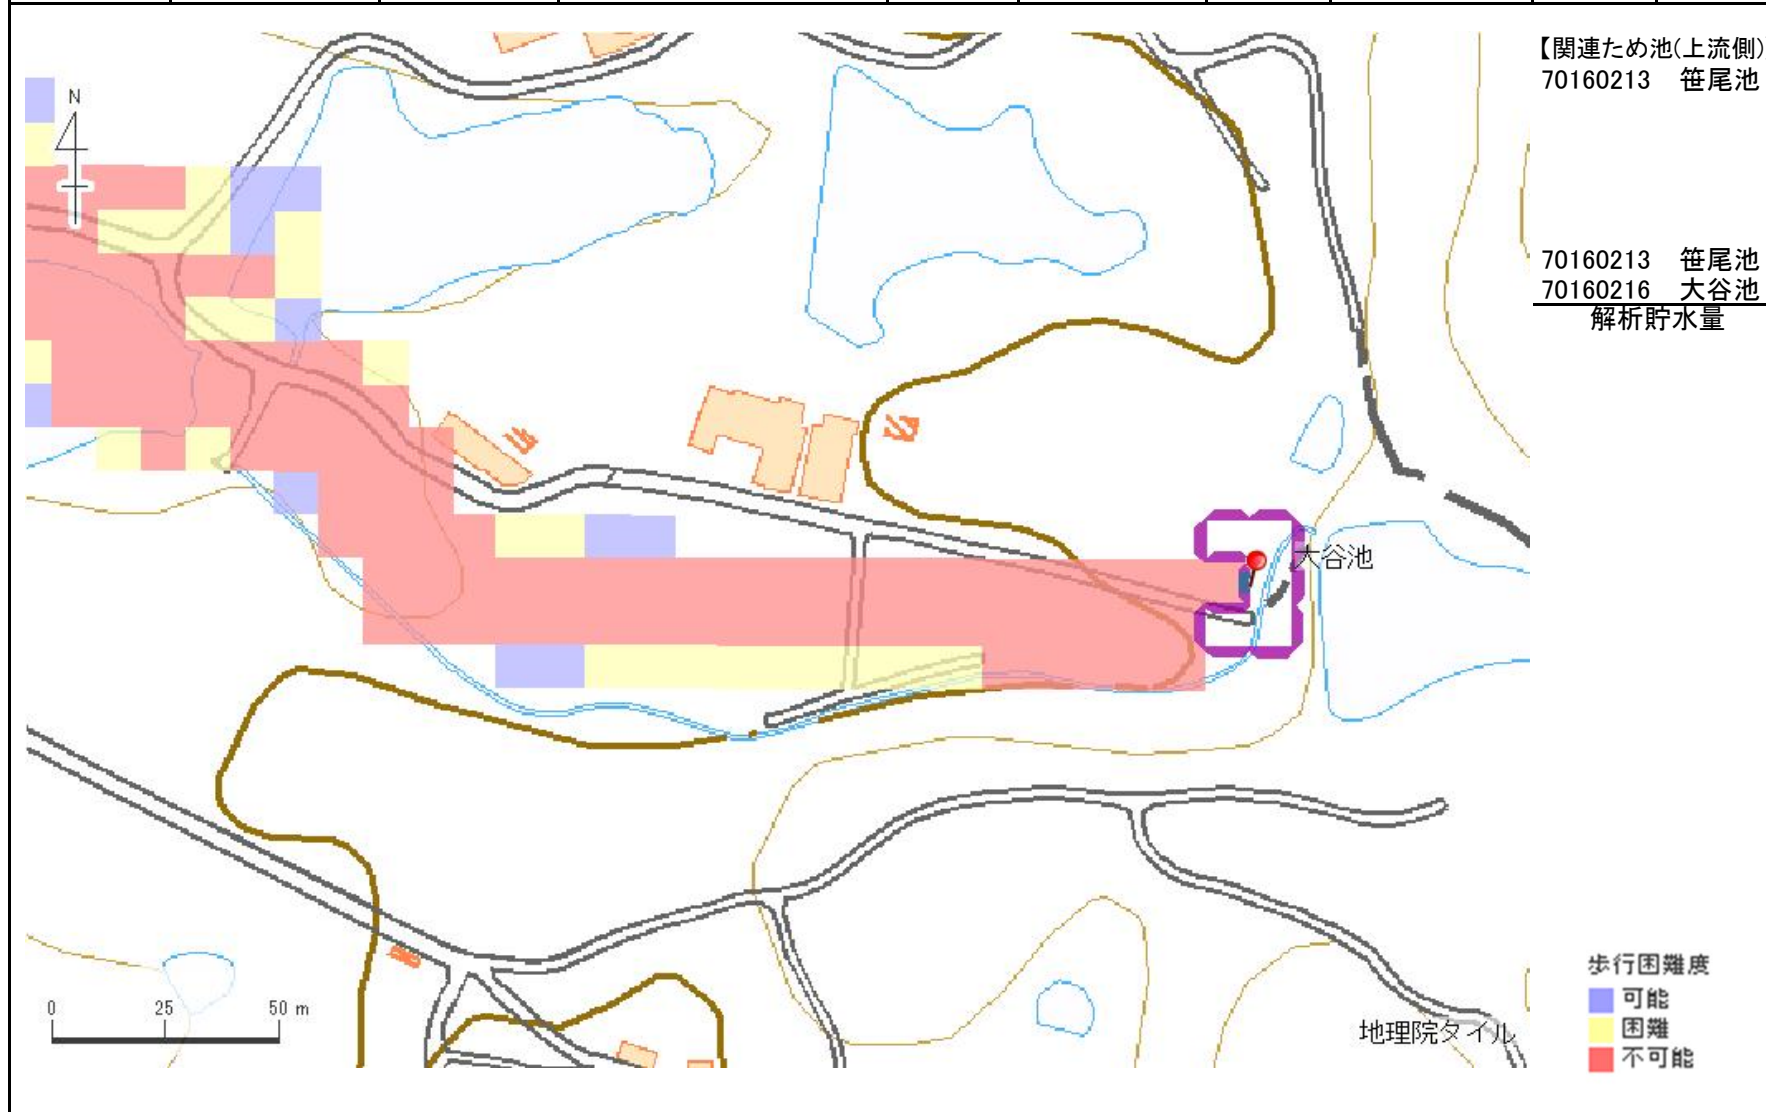 【関連ため池(上流側)
70160213 笹尾池
N
70160213 笹尾池
70160216 大谷池
解析貯水量
大谷池
歩行困難度
可能
困難
不可能
0 25 50 m
地理院タイル